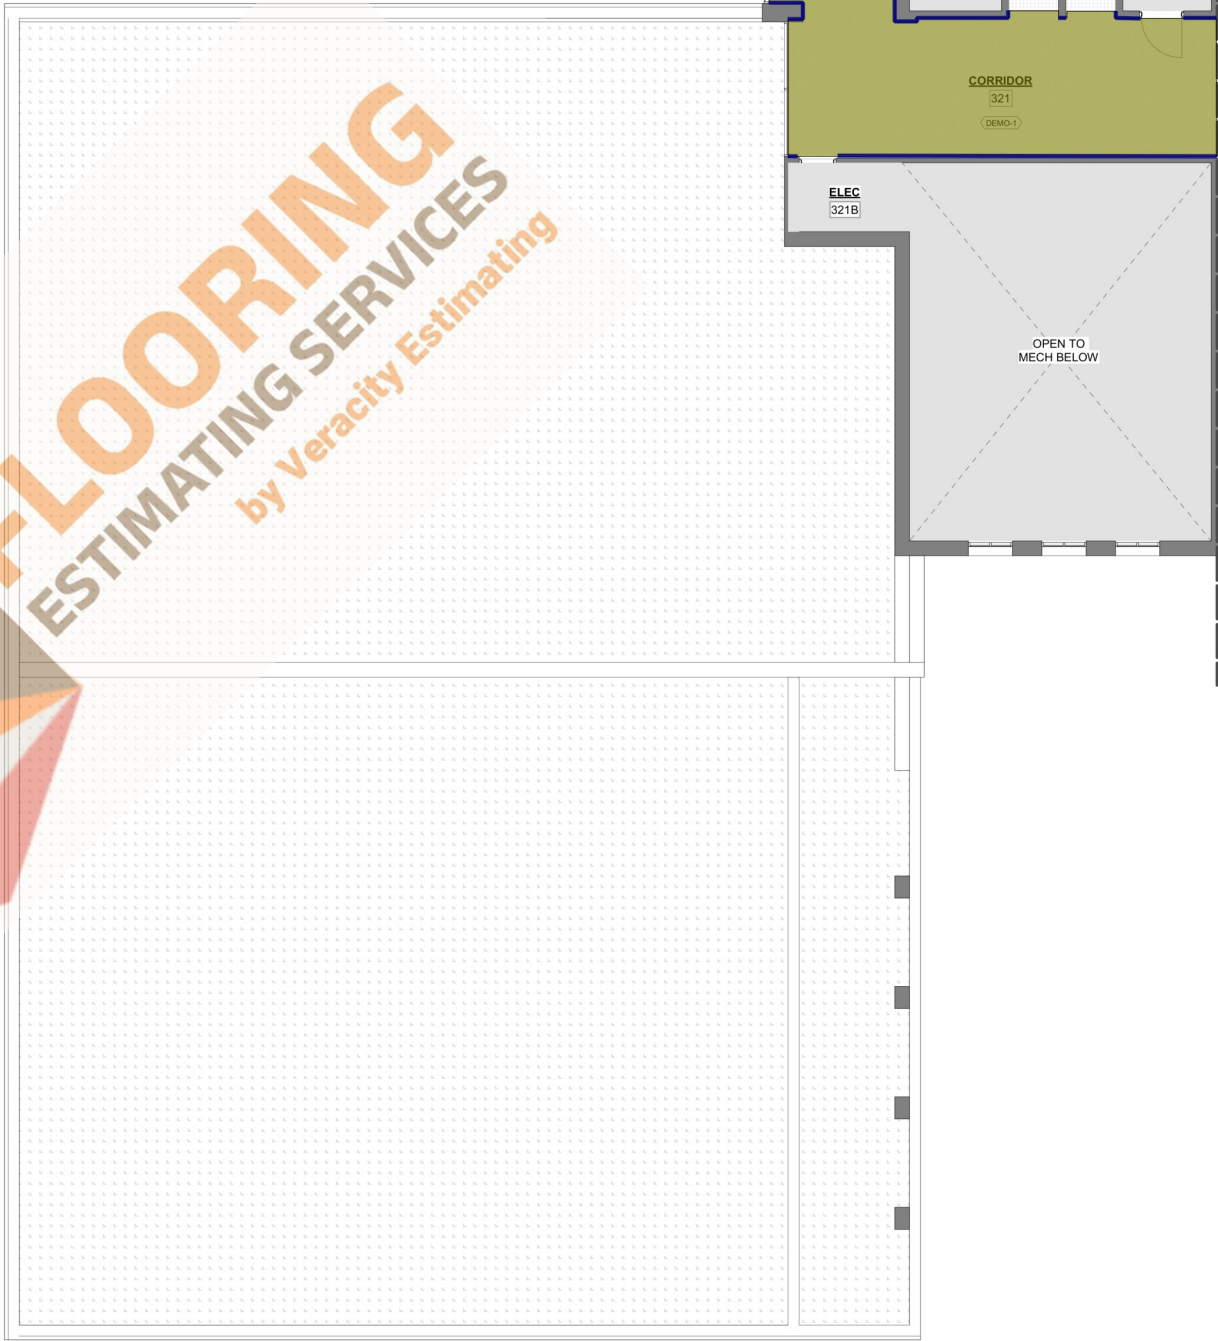 CORRIDOR
321
DEMO-1
ELEC
321B
OPEN TO
MECH BELOW
FLOORING
ESTIMATING SERVICES
by Veracity Estimating